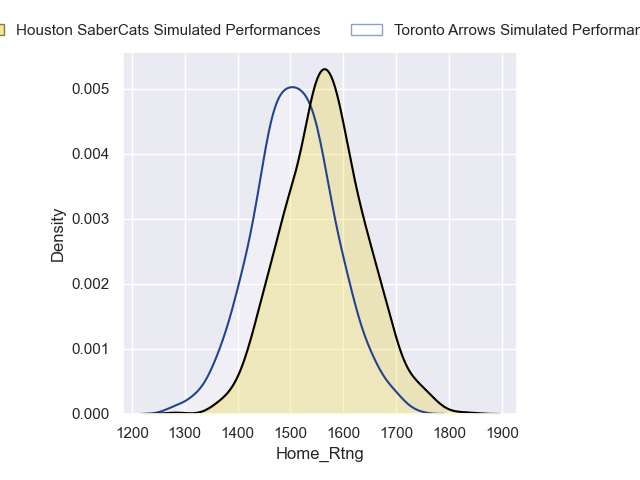 Houston SaberCats Simulated Performances
Toronto Arrows Simulated Performar
0.005
0.004
0.003
0.002
0.001
0.000
Density
1200 1300 1400 1500 1600 1700 1800 1900
Home_Rtng